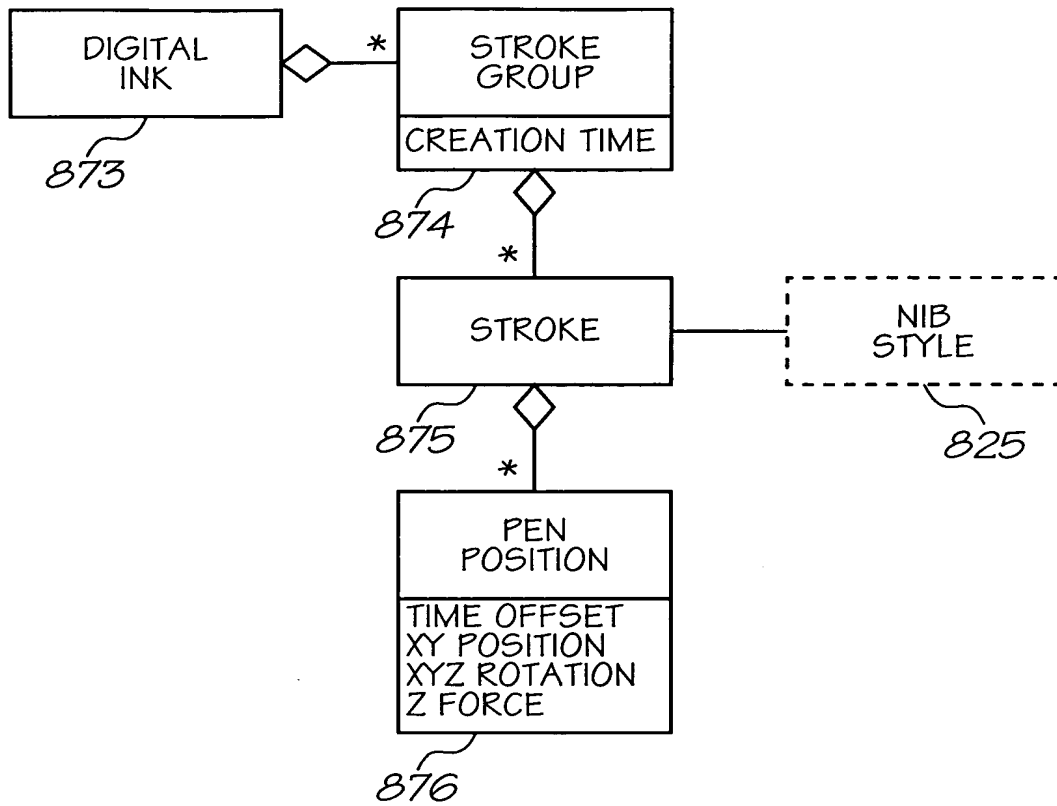 DIGITAL
INK
873
*
STROKE
GROUP
CREATION TIME
874
*
STROKE
875
NIB
STYLE
825
*
PEN
POSITION
TIME OFFSET
XY POSITION
XYZ ROTATION
Z FORCE
876